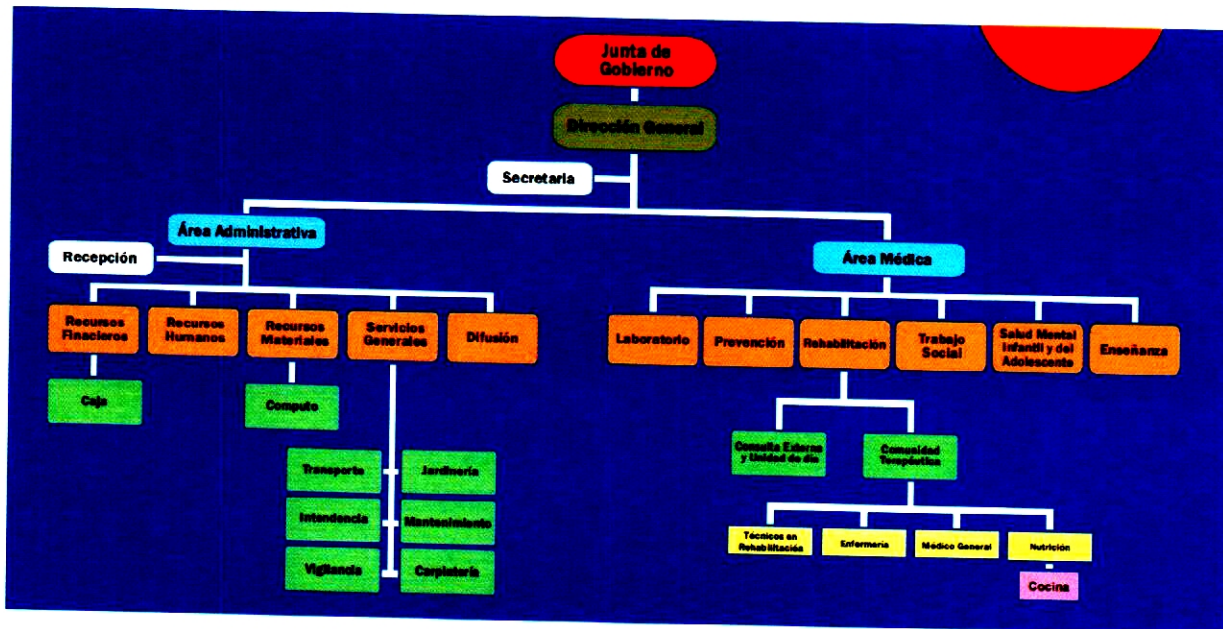 Junta de
Gobierno
Dirección General
Secretaria
Área Administrativa
Recepción
Área Médica
Recursos
Finacieros
Recursos
Humanos
Recursos
Materiales
Servicios
Generales
Difusión
Laboratorio
Prevención
Rehabilitación
Trabajo
Social
Salud Mental
Infantil y del
Adolescente
Enseñanza
Caja
Computo
Consulta Externa
y Unidad de día
Comunidad
Terapéutica
Transporte
Jardinería
Intendencia
Mantenimiento
Vigilancia
Carpintería
Técnicos en
Rehabilitación
Enfermería
Médico General
Nutrición
Cocina